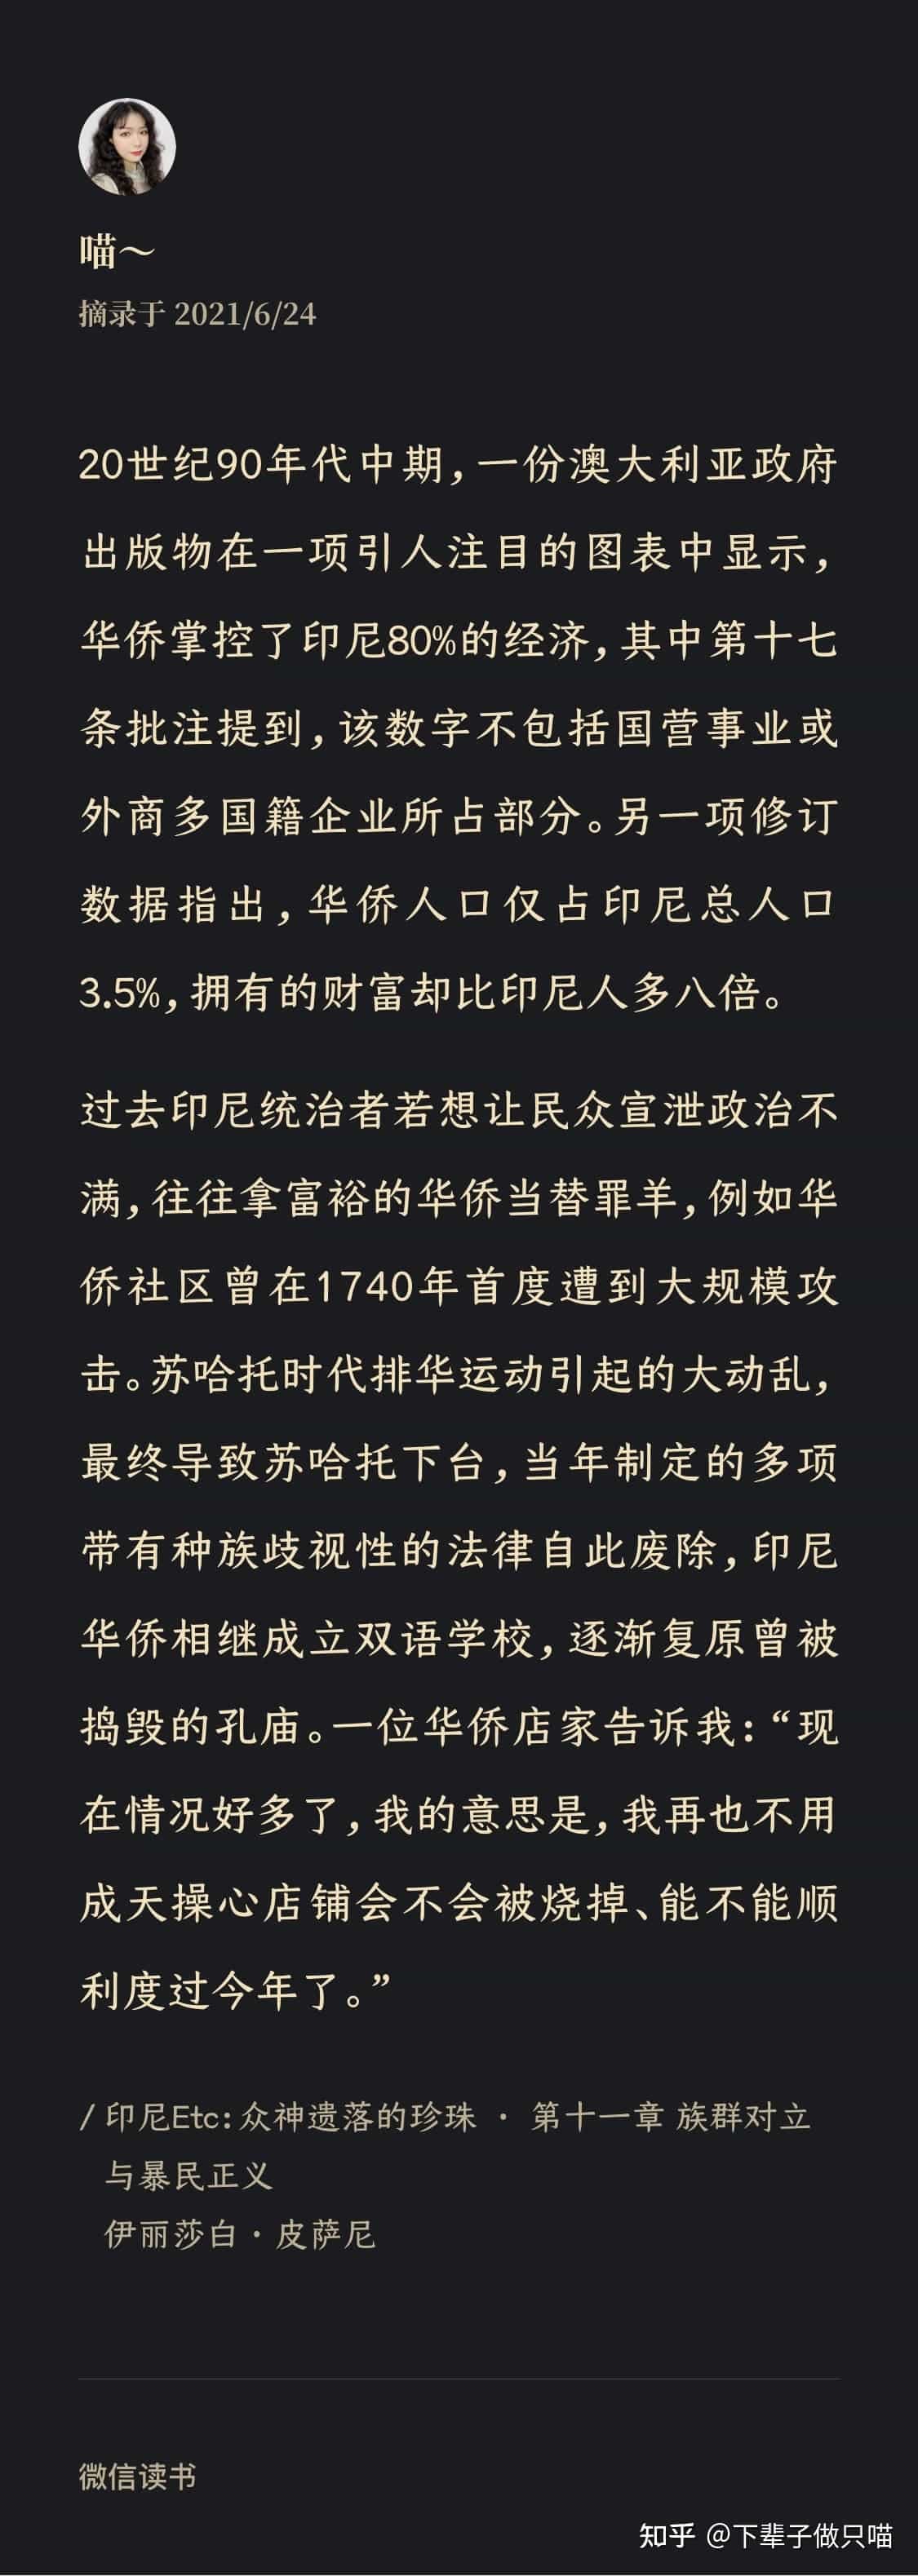 喵～
摘录于 2021/6/24
20世纪90年代中期，一份澳大利亚政府
出版物在一项引人注目的图表中显示，
华侨掌控了印尼80%的经济，其中第十七
条批注提到，该数字不包括国营事业或
外商多国籍企业所占部分。另一项修订
数据指出，华侨人口仅占印尼总人口
3.5%，拥有的财富却比印尼人多八倍。
过去印尼统治者若想让民众宣泄政治不
满，往往拿富裕的华侨当替罪羊，例如华
侨社区曾在1740年首度遭到大规模攻
击。苏哈托时代排华运动引起的大动乱，
最终导致苏哈托下台，当年制定的多项
带有种族歧视性的法律自此废除，印尼
华侨相继成立双语学校，逐渐复原曾被
捣毁的孔庙。一位华侨店家告诉我：“现
在情况好多了，我的意思是，我再也不用
成天操心店铺会不会被烧掉、能不能顺
利度过今年了。”
/ 印尼Etc：众神遗落的珍珠 · 第十一章 族群对立
与暴民正义
伊丽莎白·皮萨尼
微信读书
知乎 @下辈子做只喵